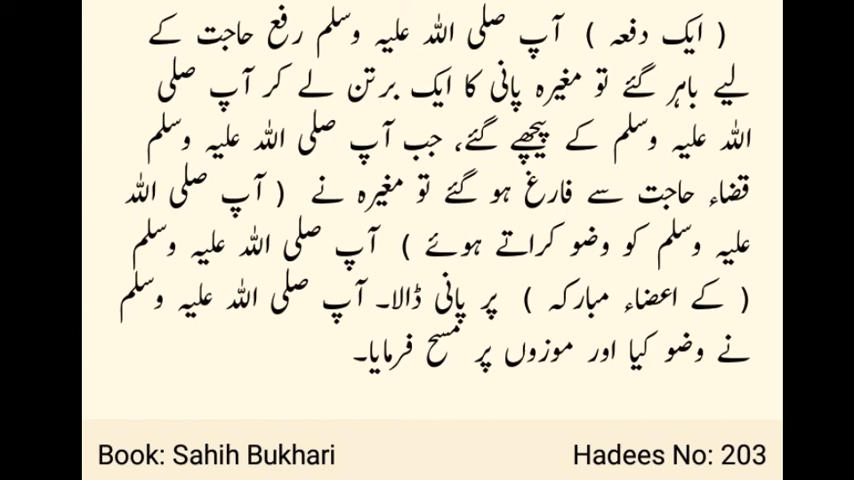 ( ایک دفعہ ) آپ صلی اللہ علیہ وسلم رفع حاجت کے
لیے باہر گئے تو مغیرہ پانی کا ایک برتن لے کر آپ صلی
اللہ علیہ وسلم کے پیچھے گئے، جب آپ صلی اللہ علیہ وسلم
قضاء حاجت سے فارغ ہو گئے تو مغیرہ نے ( آپ صلی اللہ
علیہ وسلم کو وضو کراتے ہوئے ) آپ صلی اللہ علیہ وسلم
( کے اعضاء مبارکہ ) پر پانی ڈالا۔ آپ صلی اللہ علیہ وسلم
نے وضو کیا اور موزوں پر مسح فرمایا۔
Book: Sahih Bukhari
Hadees No: 203